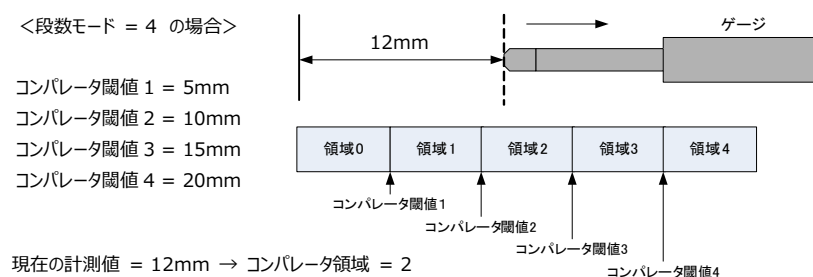 ＜段数モード = 4 の場合＞
12mm
ゲージ
コンパレータ閾値 1 = 5mm
コンパレータ閾値 2 = 10mm
コンパレータ閾値 3 = 15mm
コンパレータ閾値 4 = 20mm
領域0 領域1 領域2 領域3 領域4
コンパレータ閾値1
コンパレータ閾値2
コンパレータ閾値3
コンパレータ閾値4
現在の計測値 = 12mm → コンパレータ領域 = 2